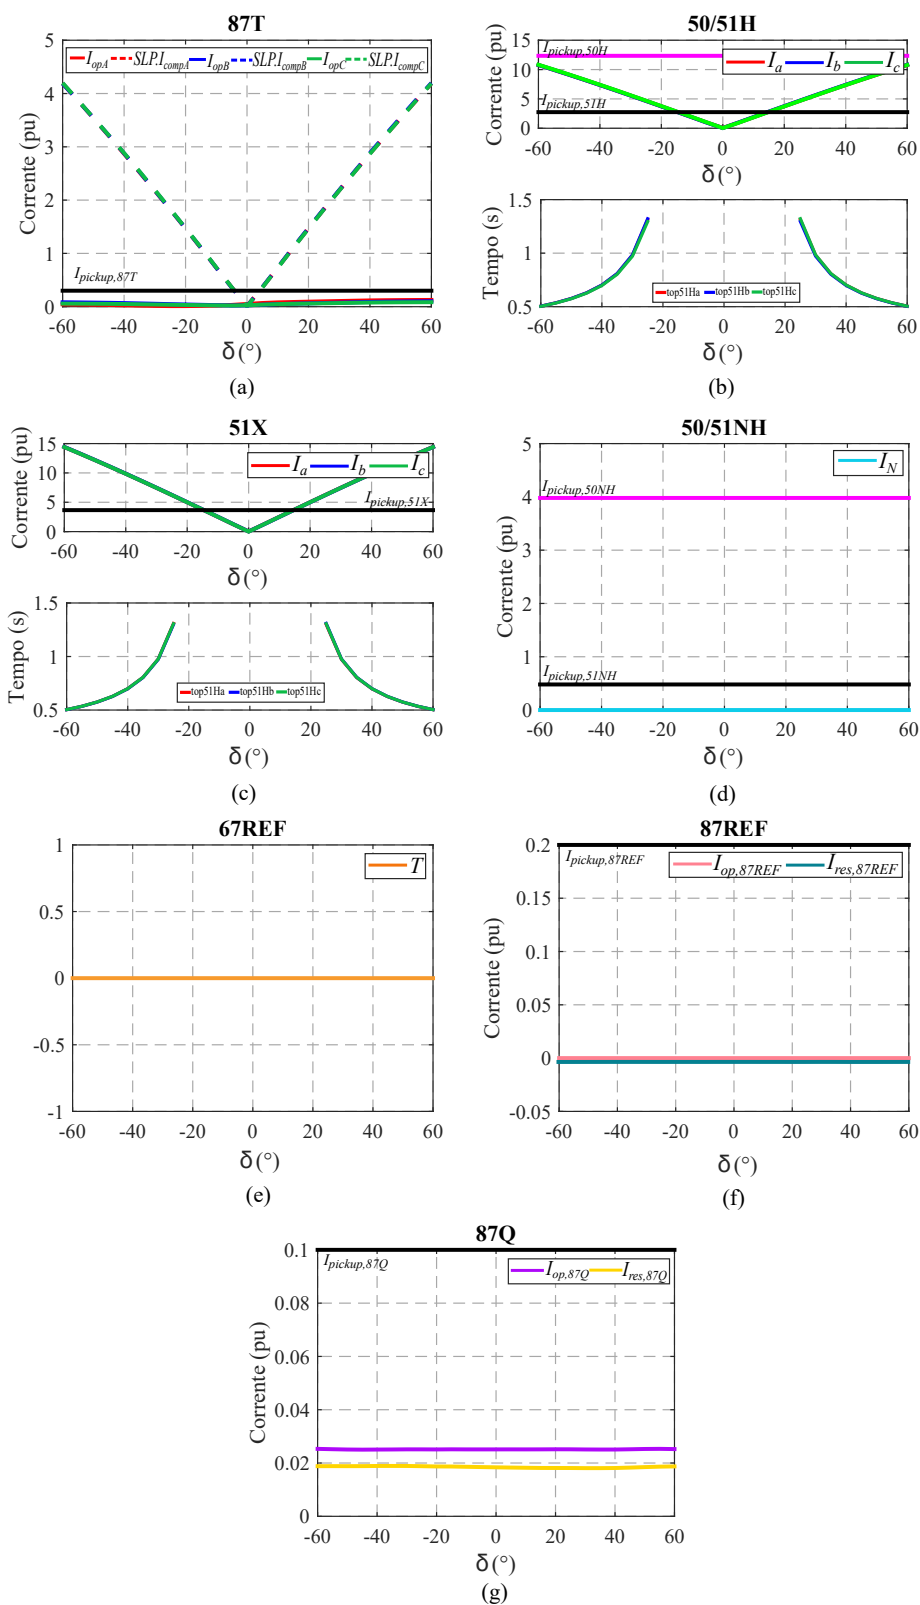 87T
5
4
3
2
1
0
Corrente (pu)
I_opA SLP.I_compA I_opB SLP.I_compB I_opC SLP.I_compC
I_pickup,87T
-60 -40 -20 0 20 40 60
δ(°)
(a)
50/51H
15
10
5
0
Corrente (pu)
I_pickup,50H
I_a I_b I_c
I_pickup,51H
-60 -40 -20 0 20 40 60
δ(°)
1.5
1
0.5
Tempo (s)
top51Ha top51Hb top51Hc
-60 -40 -20 0 20 40 60
δ(°)
(b)
51X
15
10
5
0
Corrente (pu)
I_a I_b I_c
I_pickup,51X
-60 -40 -20 0 20 40 60
δ(°)
1.5
1
0.5
Tempo (s)
top51Ha top51Hb top51Hc
-60 -40 -20 0 20 40 60
δ(°)
(c)
50/51NH
5
4
3
2
1
0
Corrente (pu)
I_N
I_pickup,50NH
I_pickup,51NH
-60 -40 -20 0 20 40 60
δ(°)
(d)
67REF
1
0.5
0
-0.5
-1
T
-60 -40 -20 0 20 40 60
δ(°)
(e)
87REF
0.2
0.15
0.1
0.05
0
-0.05
Corrente (pu)
I_pickup,87REF
I_op,87REF I_res,87REF
-60 -40 -20 0 20 40 60
δ(°)
(f)
87Q
0.1
0.08
0.06
0.04
0.02
0
Corrente (pu)
I_pickup,87Q
I_op,87Q I_res,87Q
-60 -40 -20 0 20 40 60
δ(°)
(g)